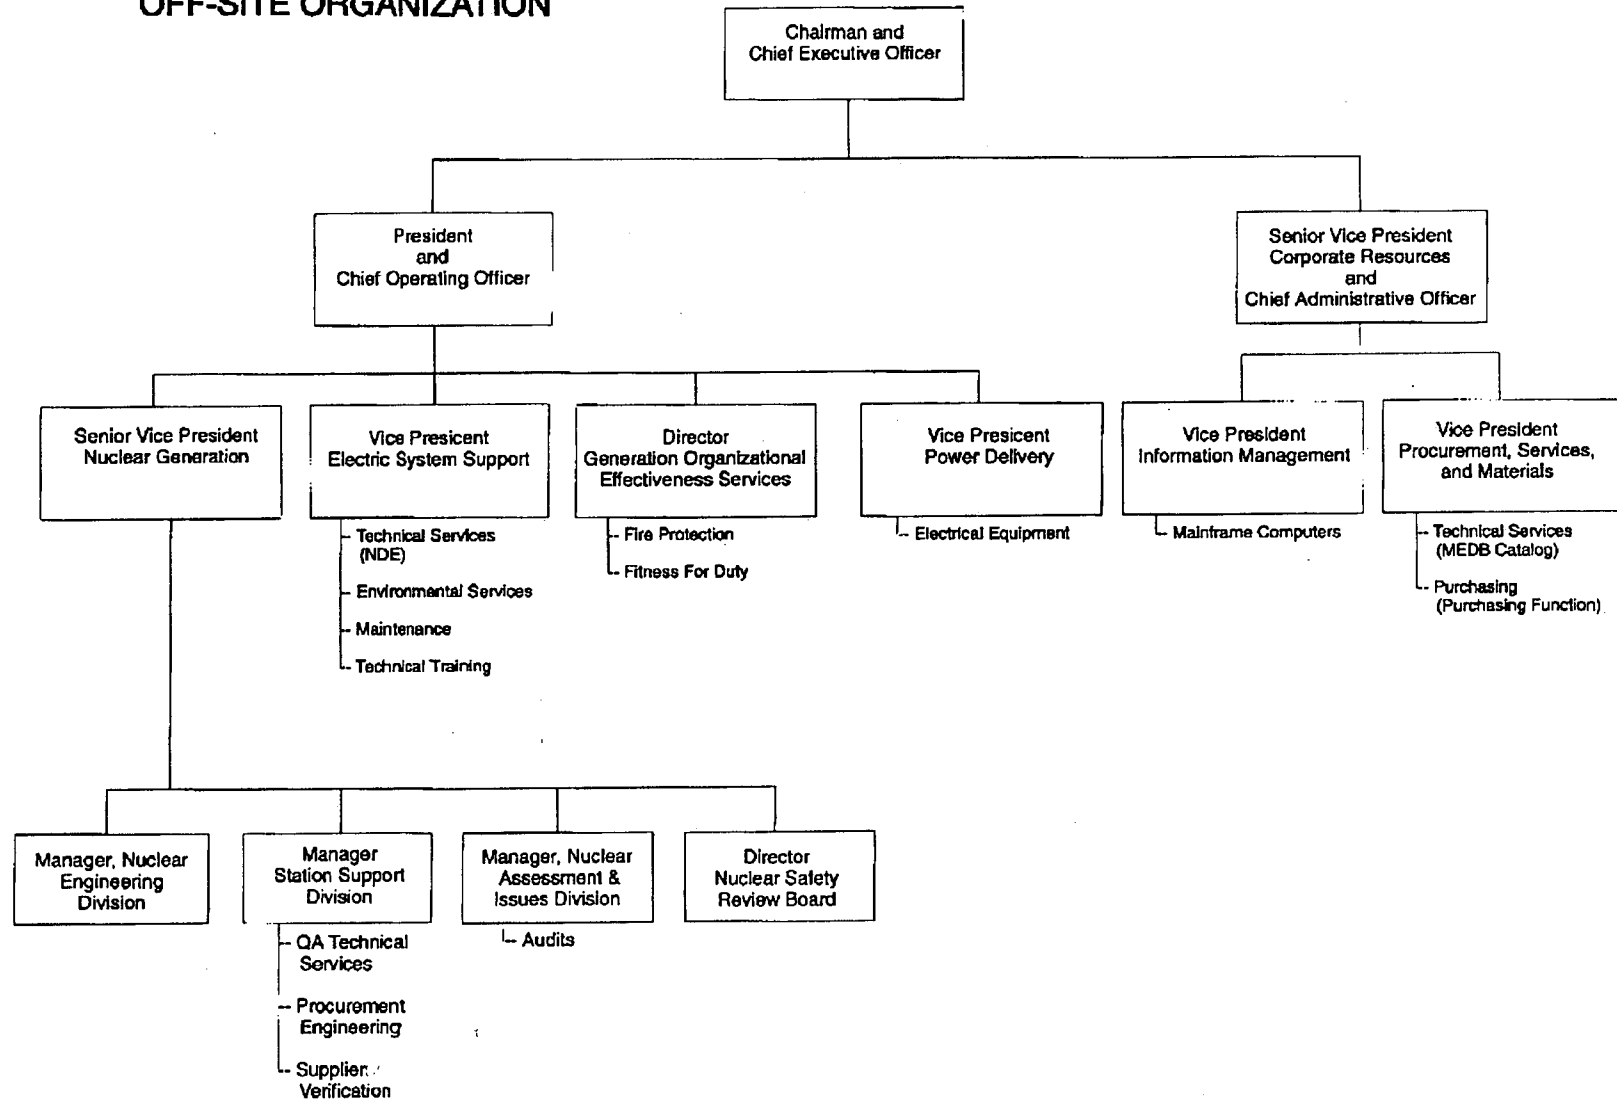 OFF-SITE ORGANIZATION
Chairman and
Chief Executive Officer
President
and
Chief Operating Officer
Senior Vice President
Corporate Resources
and
Chief Administrative Officer
Senior Vice President
Nuclear Generation
Vice Presicent
Electric System Support
Director
Generation Organizational
Effectiveness Services
Vice Presicent
Power Delivery
Vice President
Information Management
Vice President
Procurement, Services,
and Materials
Technical Services
(NDE)
Environmental Services
Maintenance
Technical Training
Fire Protection
Fitness For Duty
Electrical Equipment
Mainframe Computers
Technical Services
(MEDB Catalog)
Purchasing
(Purchasing Function)
Manager, Nuclear
Engineering
Division
Manager
Station Support
Division
Manager, Nuclear
Assessment &
Issues Division
Director
Nuclear Safety
Review Board
QA Technical
Services
Procurement
Engineering
Supplier
Verification
Audits